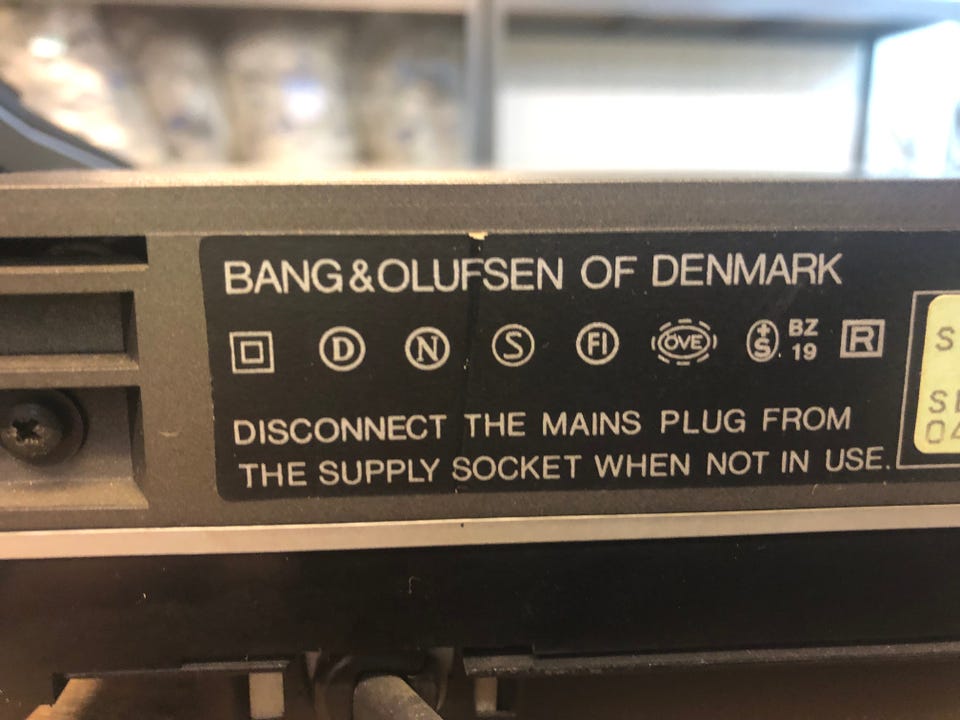 BANG & OLUFSEN OF DENMARK
D N S FI ÖVE +S BZ 19 R
DISCONNECT THE MAINS PLUG FROM
THE SUPPLY SOCKET WHEN NOT IN USE.